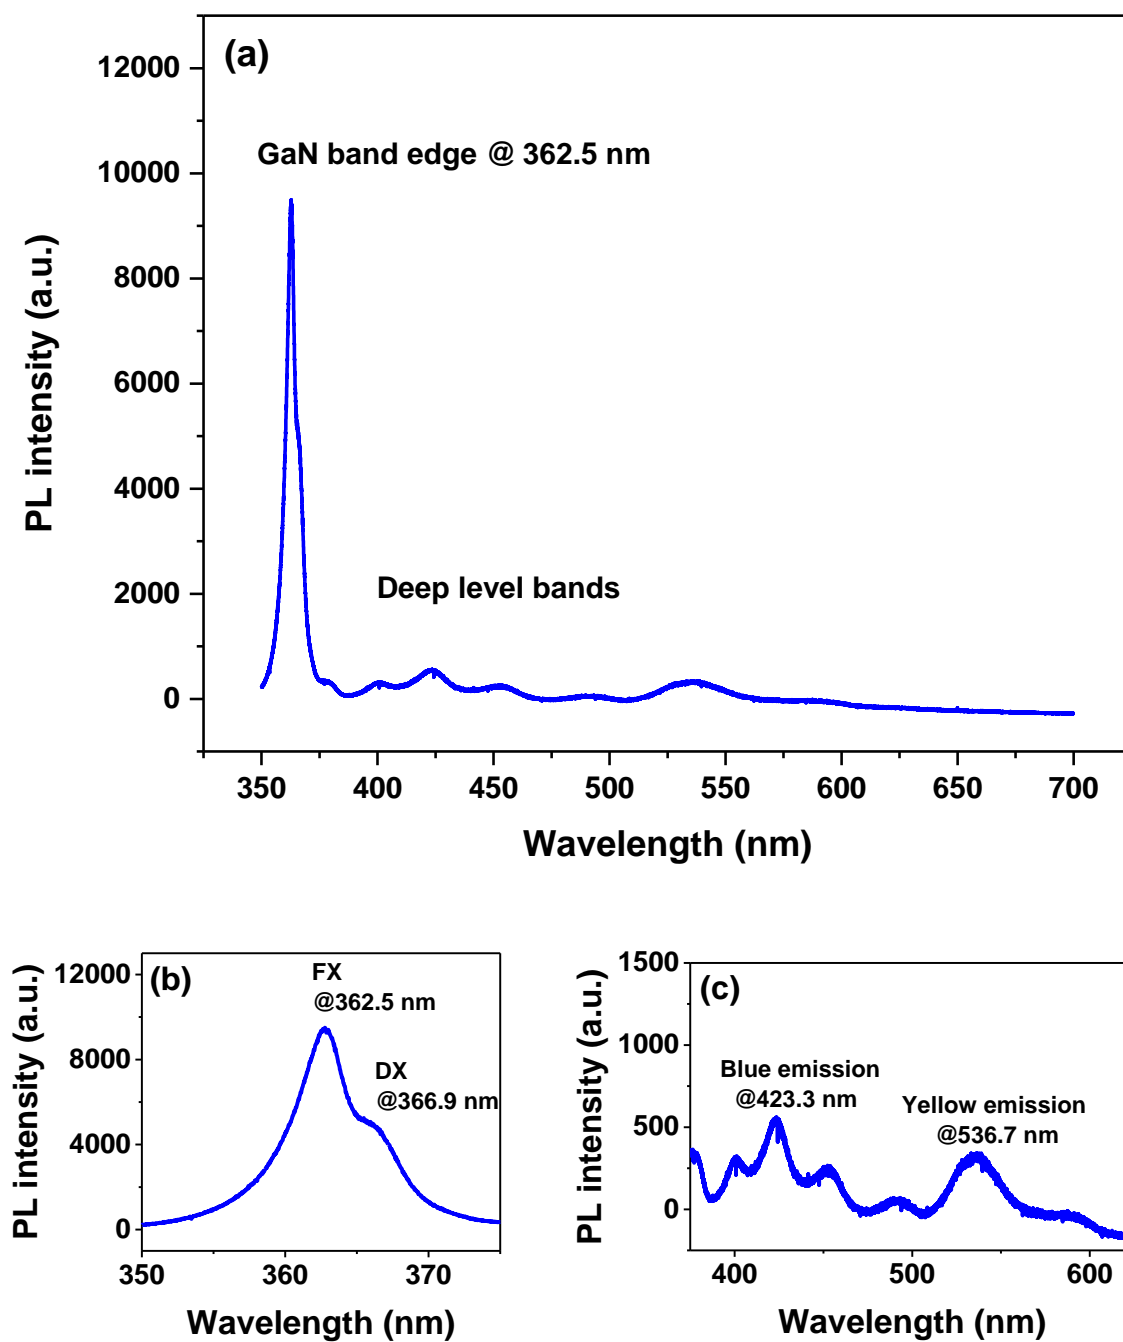 (a)
GaN band edge @ 362.5 nm
Deep level bands
PL intensity (a.u.)
12000
10000
8000
6000
4000
2000
0
350 400 450 500 550 600 650 700
Wavelength (nm)
(b)
FX
@362.5 nm
DX
@366.9 nm
PL intensity (a.u.)
12000
8000
4000
0
350 360 370
Wavelength (nm)
(c)
Blue emission
@423.3 nm
Yellow emission
@536.7 nm
PL intensity (a.u.)
1500
1000
500
0
400 500 600
Wavelength (nm)